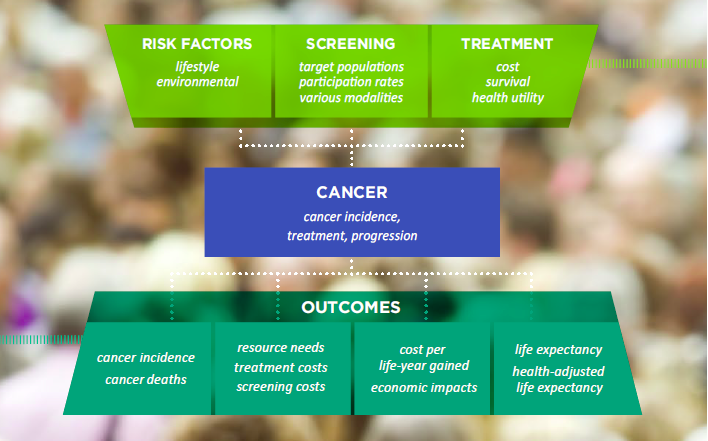 RISK FACTORS
lifestyle
environmental
SCREENING
target populations
participation rates
various modalities
TREATMENT
cost
survival
health utility
CANCER
cancer incidence,
treatment, progression
OUTCOMES
cancer incidence
cancer deaths
resource needs
treatment costs
screening costs
cost per
life-year gained
economic impacts
life expectancy
health-adjusted
life expectancy